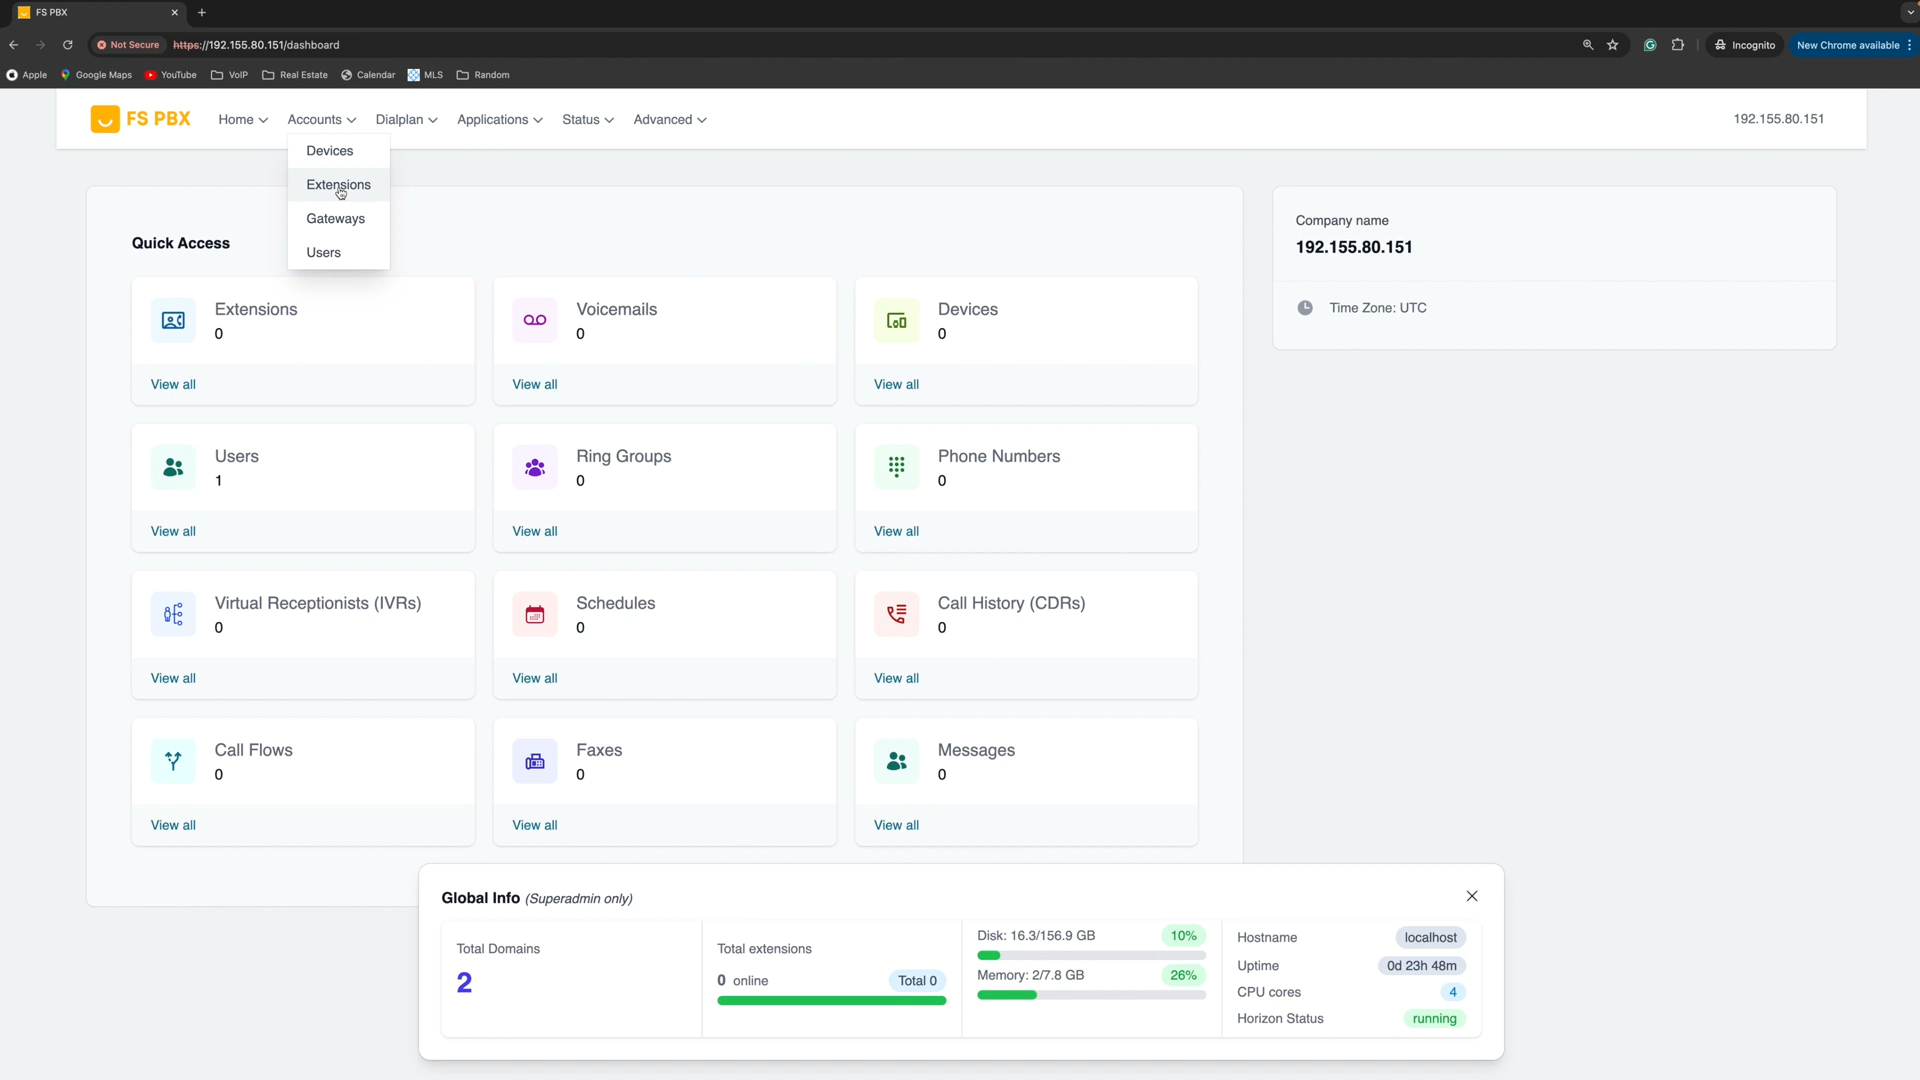 FS PBX
Not Secure https://192.155.80.151/dashboard
Incognito
New Chrome available
Apple
Google Maps
YouTube
VoIP
Real Estate
Calendar
MLS
Random
FS PBX
Home
Accounts
Dialplan
Applications
Status
Advanced
192.155.80.151
Devices
Extensions
Gateways
Users
Quick Access
Extensions
0
View all
Voicemails
0
View all
Devices
0
View all
Users
1
View all
Ring Groups
0
View all
Phone Numbers
0
View all
Virtual Receptionists (IVRs)
0
View all
Schedules
0
View all
Call History (CDRs)
0
View all
Call Flows
0
View all
Faxes
0
View all
Messages
0
View all
Company name
192.155.80.151
Time Zone: UTC
Global Info (Superadmin only)
Total Domains
2
Total extensions
0 online
Total 0
Disk: 16.3/156.9 GB
10%
Memory: 2/7.8 GB
26%
Hostname
localhost
Uptime
0d 23h 48m
CPU cores
4
Horizon Status
running